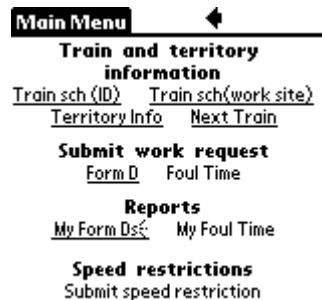 Main Menu
Train and territory
information
Train sch (ID) Train sch(work site)
Territory Info Next Train
Submit work request
Form D Foul Time
Reports
My Form Ds My Foul Time
Speed restrictions
Submit speed restriction